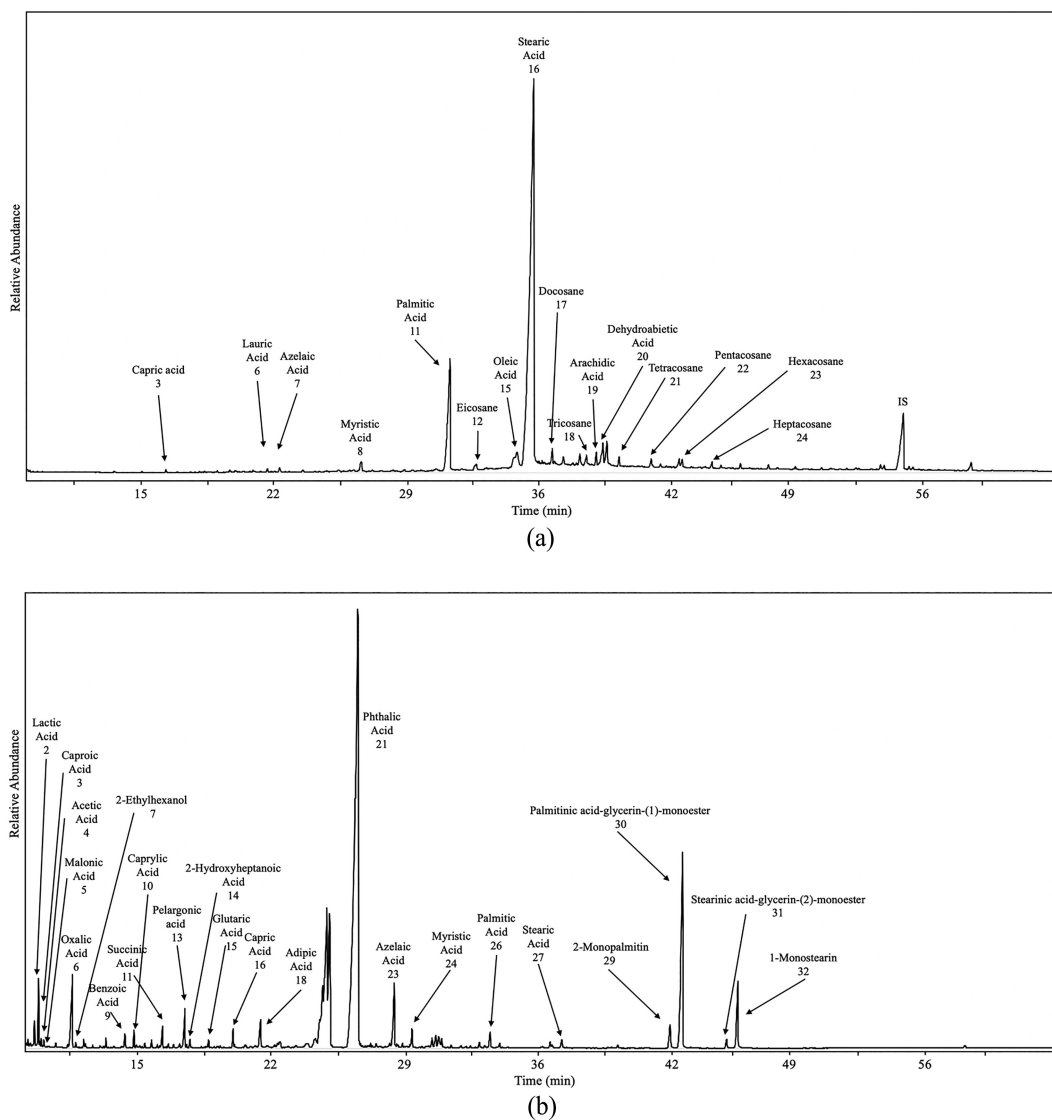 Stearic
Acid
16
Docosane
17
Palmitic
Acid
11
Dehydroabietic
Acid
20
Lauric
Acid
6
Azelaic
Acid
7
Oleic
Acid
15
Arachidic
Acid
19
Pentacosane
22
Hexacosane
23
Capric acid
3
Tetracosane
21
Eicosane
12
IS
Myristic
Acid
8
Tricosane
18
Heptacosane
24
Relative Abundance
15 22 29 36 42 49 56
Time (min)
(a)
Lactic
Acid
2
Phthalic
Acid
21
Caproic
Acid
3
2-Ethylhexanol
7
Acetic
Acid
4
Palmitinic acid-glycerin-(1)-monoester
30
Malonic
Acid
5
Caprylic
Acid
10
2-Hydroxyheptanoic
Acid
14
Stearinic acid-glycerin-(2)-monoester
31
Pelargonic
acid
13
Glutaric
Acid
15
Palmitic
Acid
26
Stearic
Acid
27
Oxalic
Acid
6
Succinic
Acid
11
Capric
Acid
16
Adipic
Acid
18
Azelaic
Acid
23
Myristic
Acid
24
2-Monopalmitin
29
1-Monostearin
32
Benzoic
Acid
9
Relative Abundance
15 22 29 36 42 49 56
Time (min)
(b)